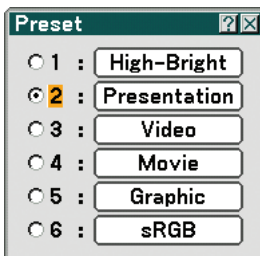 Preset
1 : High-Bright
2 : Presentation
3 : Video
4 : Movie
5 : Graphic
6 : sRGB